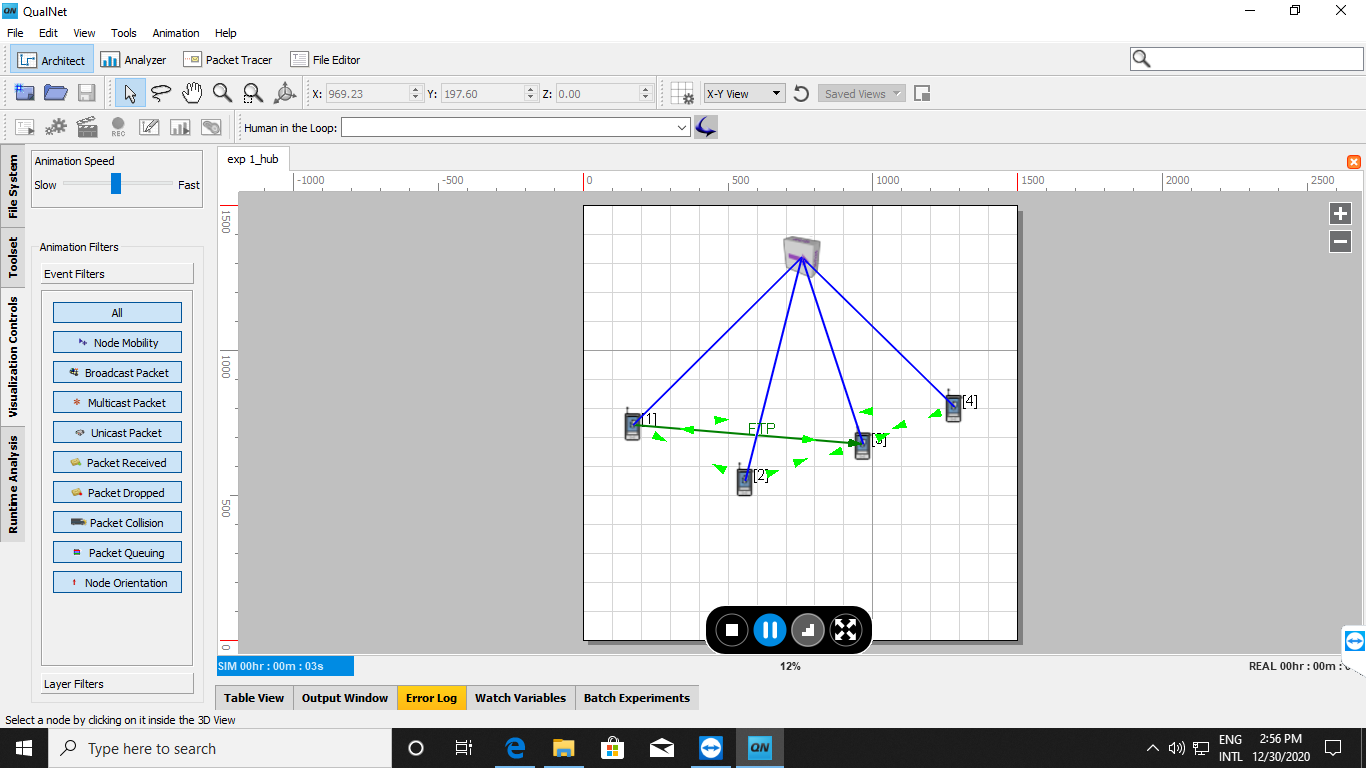 QN QualNet
File Edit View Tools Animation Help
Architect Analyzer Packet Tracer File Editor
X: 969.23 Y: 197.60 Z: 0.00 X-Y View Saved Views
REC Human in the Loop:
File System
Toolset
Visualization Controls
Runtime Analysis
Animation Speed
Slow Fast
Animation Filters
Event Filters
All
Node Mobility
Broadcast Packet
Multicast Packet
Unicast Packet
Packet Received
Packet Dropped
Packet Collision
Packet Queuing
Node Orientation
Layer Filters
exp 1_hub
-1000 -500 0 500 1000 1500 2000 2500
1500
1000
500
0
[1]
FTP
[2]
[3]
[4]
SIM 00hr : 00m : 03s 12% REAL 00hr : 00m :
Table View Output Window Error Log Watch Variables Batch Experiments
Select a node by clicking on it inside the 3D View
Type here to search
QN
ENG 2:56 PM
INTL 12/30/2020